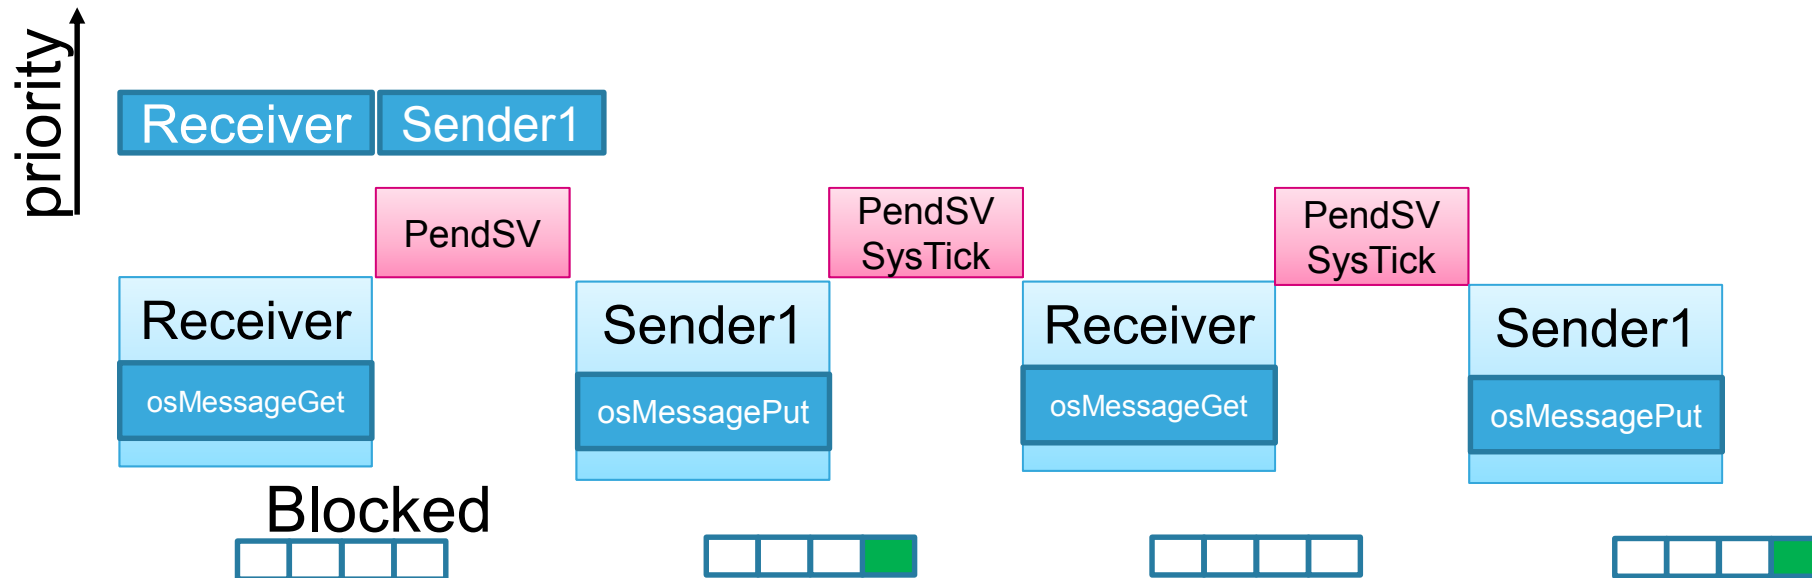 priority
Receiver
Sender1
PendSV
PendSV
SysTick
PendSV
SysTick
Receiver
osMessageGet
Sender1
osMessagePut
Receiver
osMessageGet
Sender1
osMessagePut
Blocked